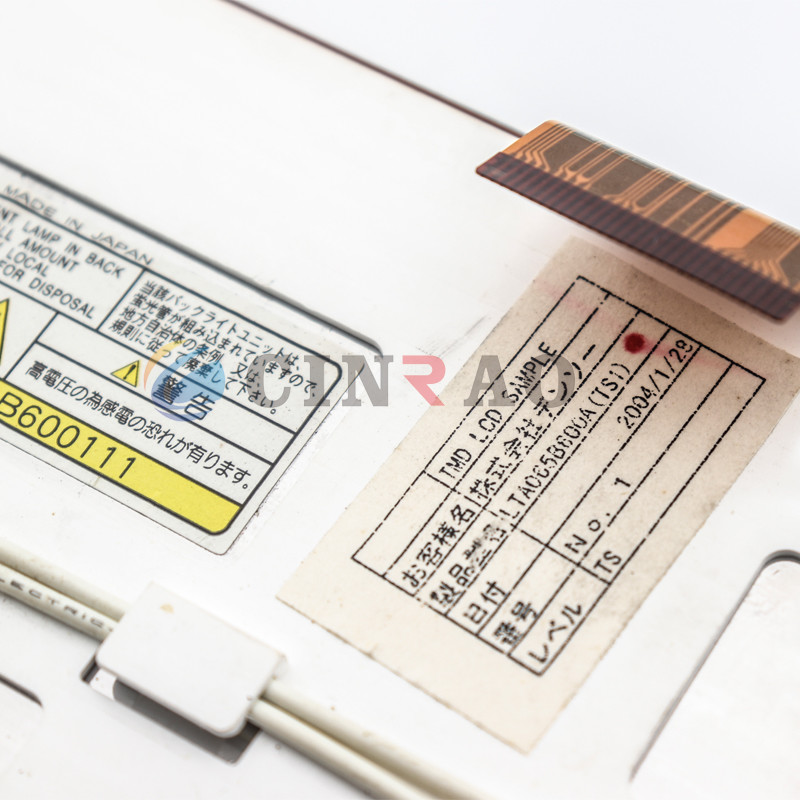 MADE IN JAPAN
NT LAMP IN BACK
LL AMOUNT
LOCAL
FOR DISPOSAL
当該バックライトユニットは、
蛍光管が組み込まれてますので
地方自治体の条例、又は
規則に従って廃棄して下さい。
警告
高電圧の為感電の恐れが有ります。
B600111
CINRAO
TMD LCD SAMPLE
お客様名 株式会社
製品型名 LTA065B600A(TS1)
日付 2004/1/29
番号 No. 1
レベル TS